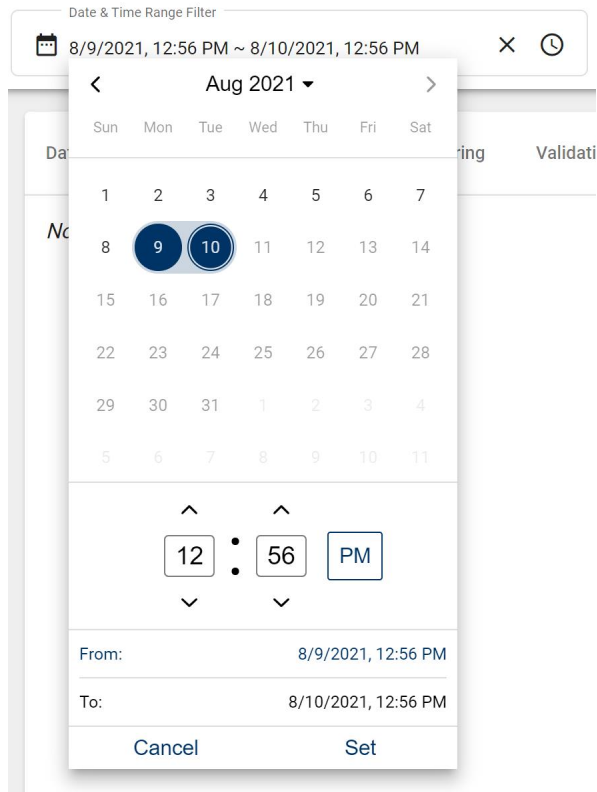 Date & Time Range Filter
8/9/2021, 12:56 PM ~ 8/10/2021, 12:56 PM
Aug 2021
Sun Mon Tue Wed Thu Fri Sat
1 2 3 4 5 6 7
8 9 10 11 12 13 14
15 16 17 18 19 20 21
22 23 24 25 26 27 28
29 30 31 1 2 3 4
5 6 7 8 9 10 11
12 : 56 PM
From: 8/9/2021, 12:56 PM
To: 8/10/2021, 12:56 PM
Cancel Set